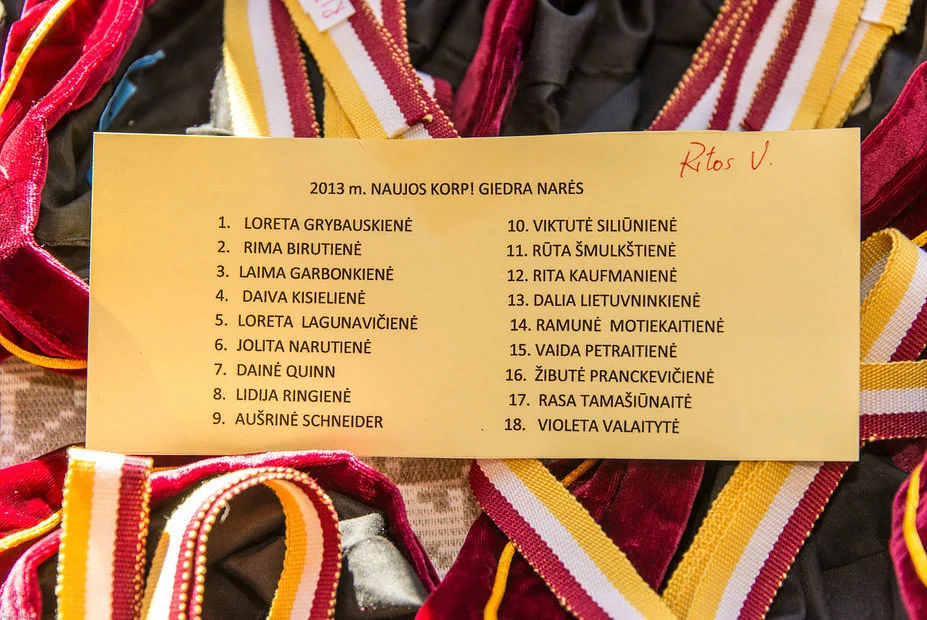 Ritos V.
2013 m. NAUJOS KORP! GIEDRA NARĖS
1. LORETA GRYBAUSKIENĖ
2. RIMA BIRUTIENĖ
3. LAIMA GARBONKIENĖ
4. DAIVA KISIELIENĖ
5. LORETA LAGUNAVIČIENĖ
6. JOLITA NARUTIENĖ
7. DAINĖ QUINN
8. LIDIJA RINGIENĖ
9. AUŠRINĖ SCHNEIDER
10. VIKTUTĖ SILIŪNIENĖ
11. RŪTA ŠMULKŠTIENĖ
12. RITA KAUFMANIENĖ
13. DALIA LIETUVNINKIENĖ
14. RAMUNĖ MOTIEKAITIENĖ
15. VAIDA PETRAITIENĖ
16. ŽIBUTĖ PRANCKEVIČIENĖ
17. RASA TAMAŠIŪNAITĖ
18. VIOLETA VALAITYTĖ